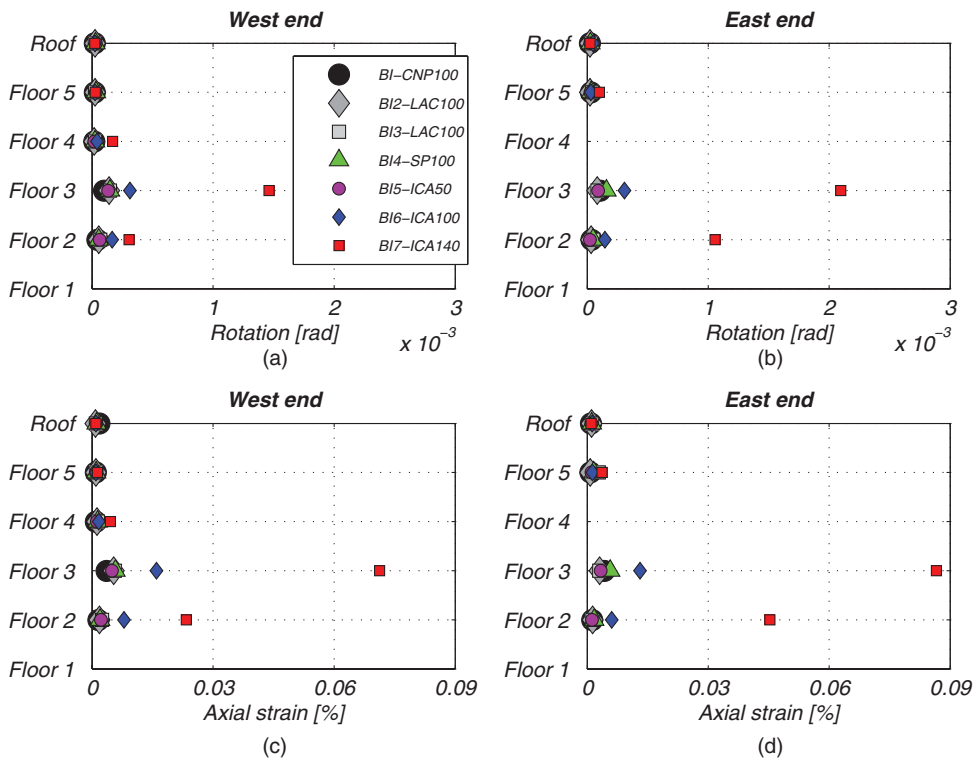 West end
Roof
Floor 5
Floor 4
Floor 3
Floor 2
Floor 1
BI–CNP100
BI2–LAC100
BI3–LAC100
BI4–SP100
BI5–ICA50
BI6–ICA100
BI7–ICA140
0 1 2 3
Rotation [rad] x 10⁻³
(a)
East end
Roof
Floor 5
Floor 4
Floor 3
Floor 2
Floor 1
0 1 2 3
Rotation [rad] x 10⁻³
(b)
West end
Roof
Floor 5
Floor 4
Floor 3
Floor 2
Floor 1
0 0.03 0.06 0.09
Axial strain [%]
(c)
East end
Roof
Floor 5
Floor 4
Floor 3
Floor 2
Floor 1
0 0.03 0.06 0.09
Axial strain [%]
(d)